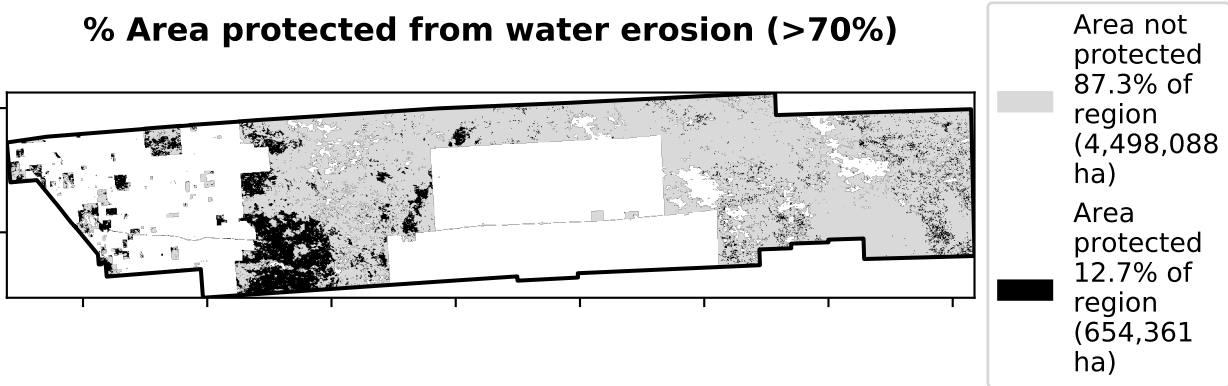 % Area protected from water erosion (>70%)
Area not
protected
87.3% of
region
(4,498,088
ha)
Area
protected
12.7% of
region
(654,361
ha)